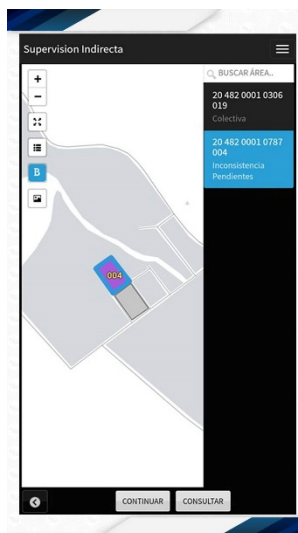 Supervision Indirecta
BUSCAR ÁREA..
20 482 0001 0306
019
Colectiva
20 482 0001 0787
004
Inconsistencia
Pendientes
+
−
B
004
CONTINUAR
CONSULTAR